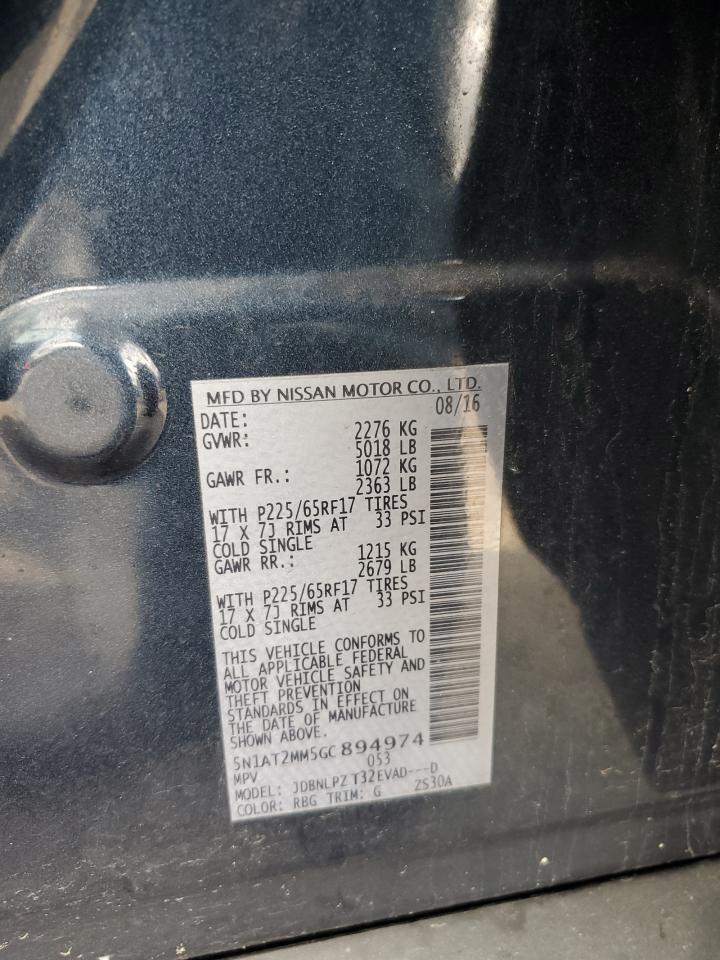 MFD BY NISSAN MOTOR CO., LTD.
DATE: 08/16
GVWR: 2276 KG
5018 LB
GAWR FR.: 1072 KG
2363 LB
WITH P225/65RF17 TIRES
17 X 7J RIMS AT 33 PSI
COLD SINGLE
GAWR RR.: 1215 KG
2679 LB
WITH P225/65RF17 TIRES
17 X 7J RIMS AT 33 PSI
COLD SINGLE
THIS VEHICLE CONFORMS TO
ALL APPLICABLE FEDERAL
MOTOR VEHICLE SAFETY AND
THEFT PREVENTION
STANDARDS IN EFFECT ON
THE DATE OF MANUFACTURE
SHOWN ABOVE.
5N1AT2MM5GC894974
MPV 053
MODEL: JDBNLPZ T32EVAD---D
COLOR: RBG TRIM: G ZS30A